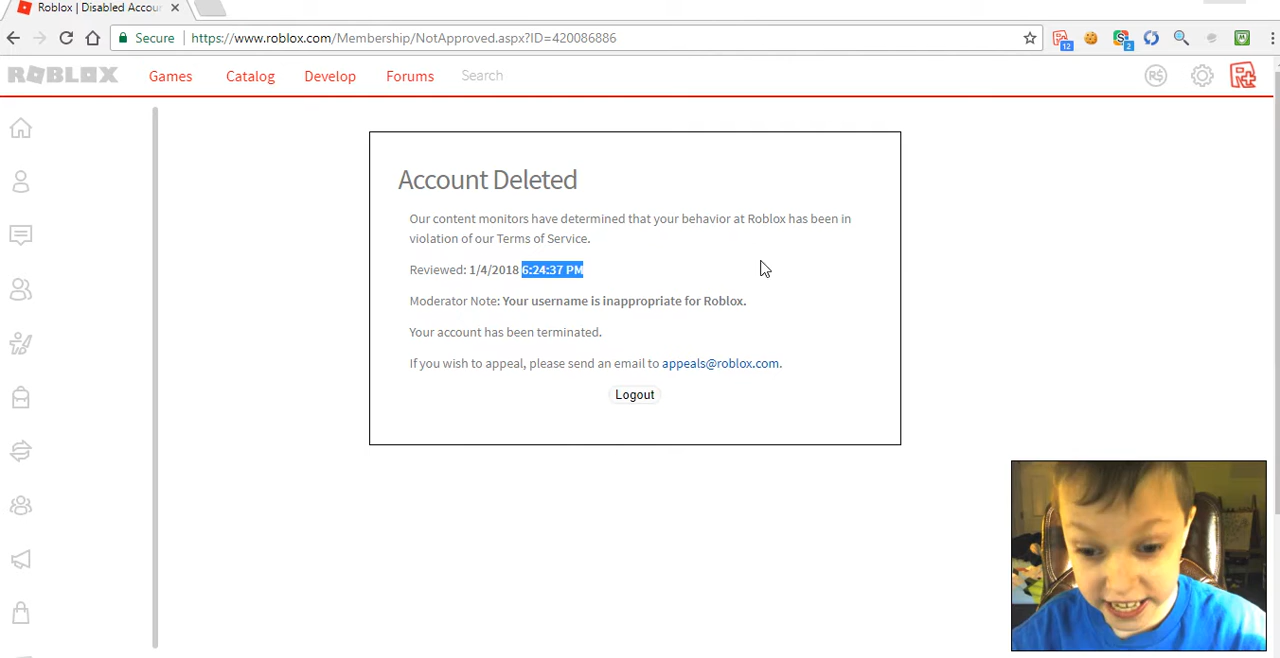 Roblox | Disabled Accou
Secure https://www.roblox.com/Membership/NotApproved.aspx?ID=420086886
12
S
2
ROBLOX Games Catalog Develop Forums Search R$ R+
Account Deleted
Our content monitors have determined that your behavior at Roblox has been in
violation of our Terms of Service.
Reviewed: 1/4/2018 6:24:37 PM
Moderator Note: Your username is inappropriate for Roblox.
Your account has been terminated.
If you wish to appeal, please send an email to appeals@roblox.com.
Logout